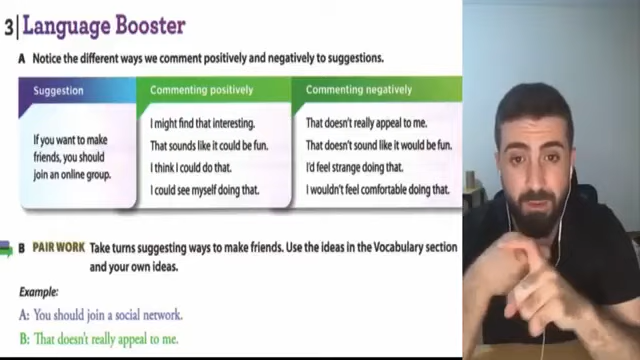 3 Language Booster
A Notice the different ways we comment positively and negatively to suggestions.
Suggestion
Commenting positively
Commenting negatively
If you want to make
friends, you should
join an online group.
I might find that interesting.
That sounds like it could be fun.
I think I could do that.
I could see myself doing that.
That doesn't really appeal to me.
That doesn't sound like it would be fun.
I'd feel strange doing that.
I wouldn't feel comfortable doing that.
B PAIR WORK Take turns suggesting ways to make friends. Use the ideas in the Vocabulary section
and your own ideas.
Example:
A: You should join a social network.
B: That doesn't really appeal to me.